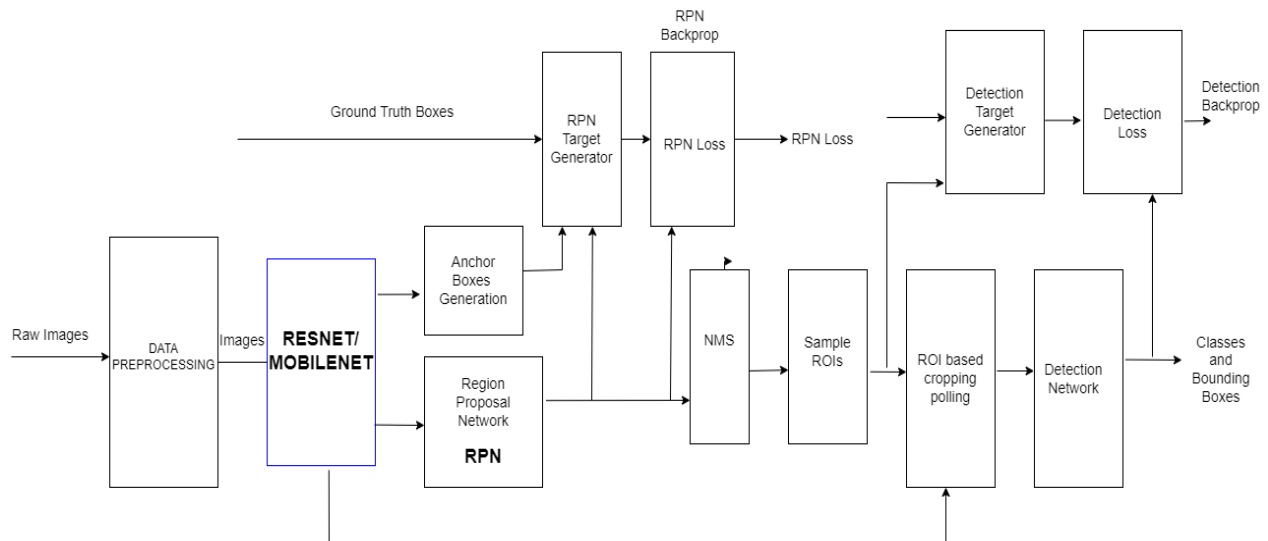 RPN
Backprop
Ground Truth Boxes
RPN
Target
Generator
RPN Loss
RPN Loss
Detection
Target
Generator
Detection
Loss
Detection
Backprop
Raw Images
DATA
PREPROCESSING
Images
RESNET/
MOBILENET
Anchor
Boxes
Generation
Region
Proposal
Network
RPN
NMS
Sample
ROIs
ROI based
cropping
polling
Detection
Network
Classes
and
Bounding
Boxes